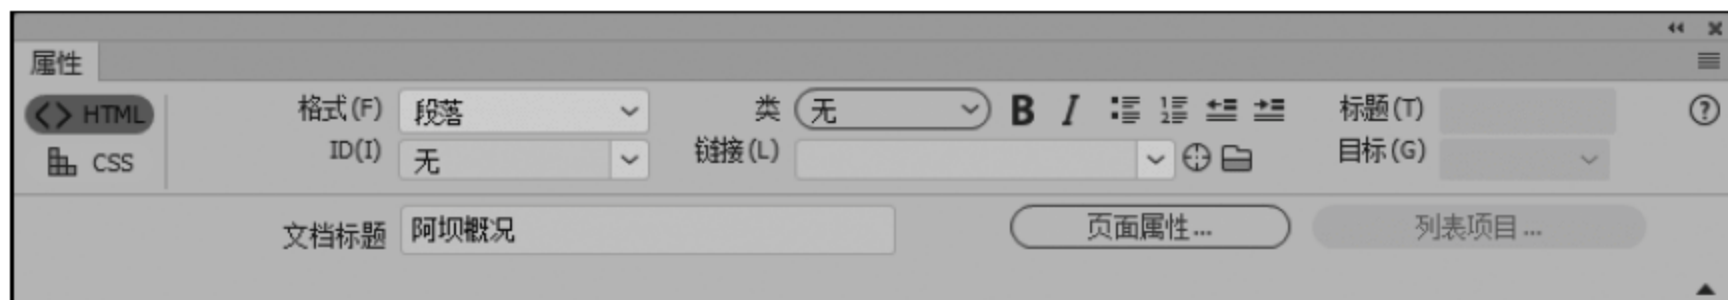 属性
HTML 格式(F) 段落 类 无 B I 标题(T) ?
CSS ID(I) 无 链接(L) 目标(G)
文档标题 阿坝概况 页面属性... 列表项目...